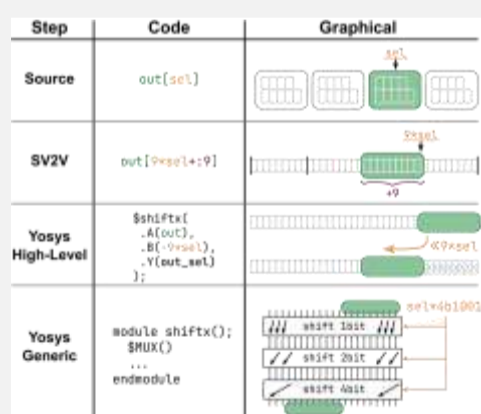 Step Code Graphical
sel
Source out[sel]
9*sel
SV2V out[9*sel+:9]
+9
Yosys High-Level
$shiftx(
.A(out),
.B(-9*sel),
.Y(out_sel)
);
≪9*sel
Yosys Generic
module shiftx();
$MUX()
...
endmodule
sel*4b1001
shift 1bit
shift 2bit
shift 4bit